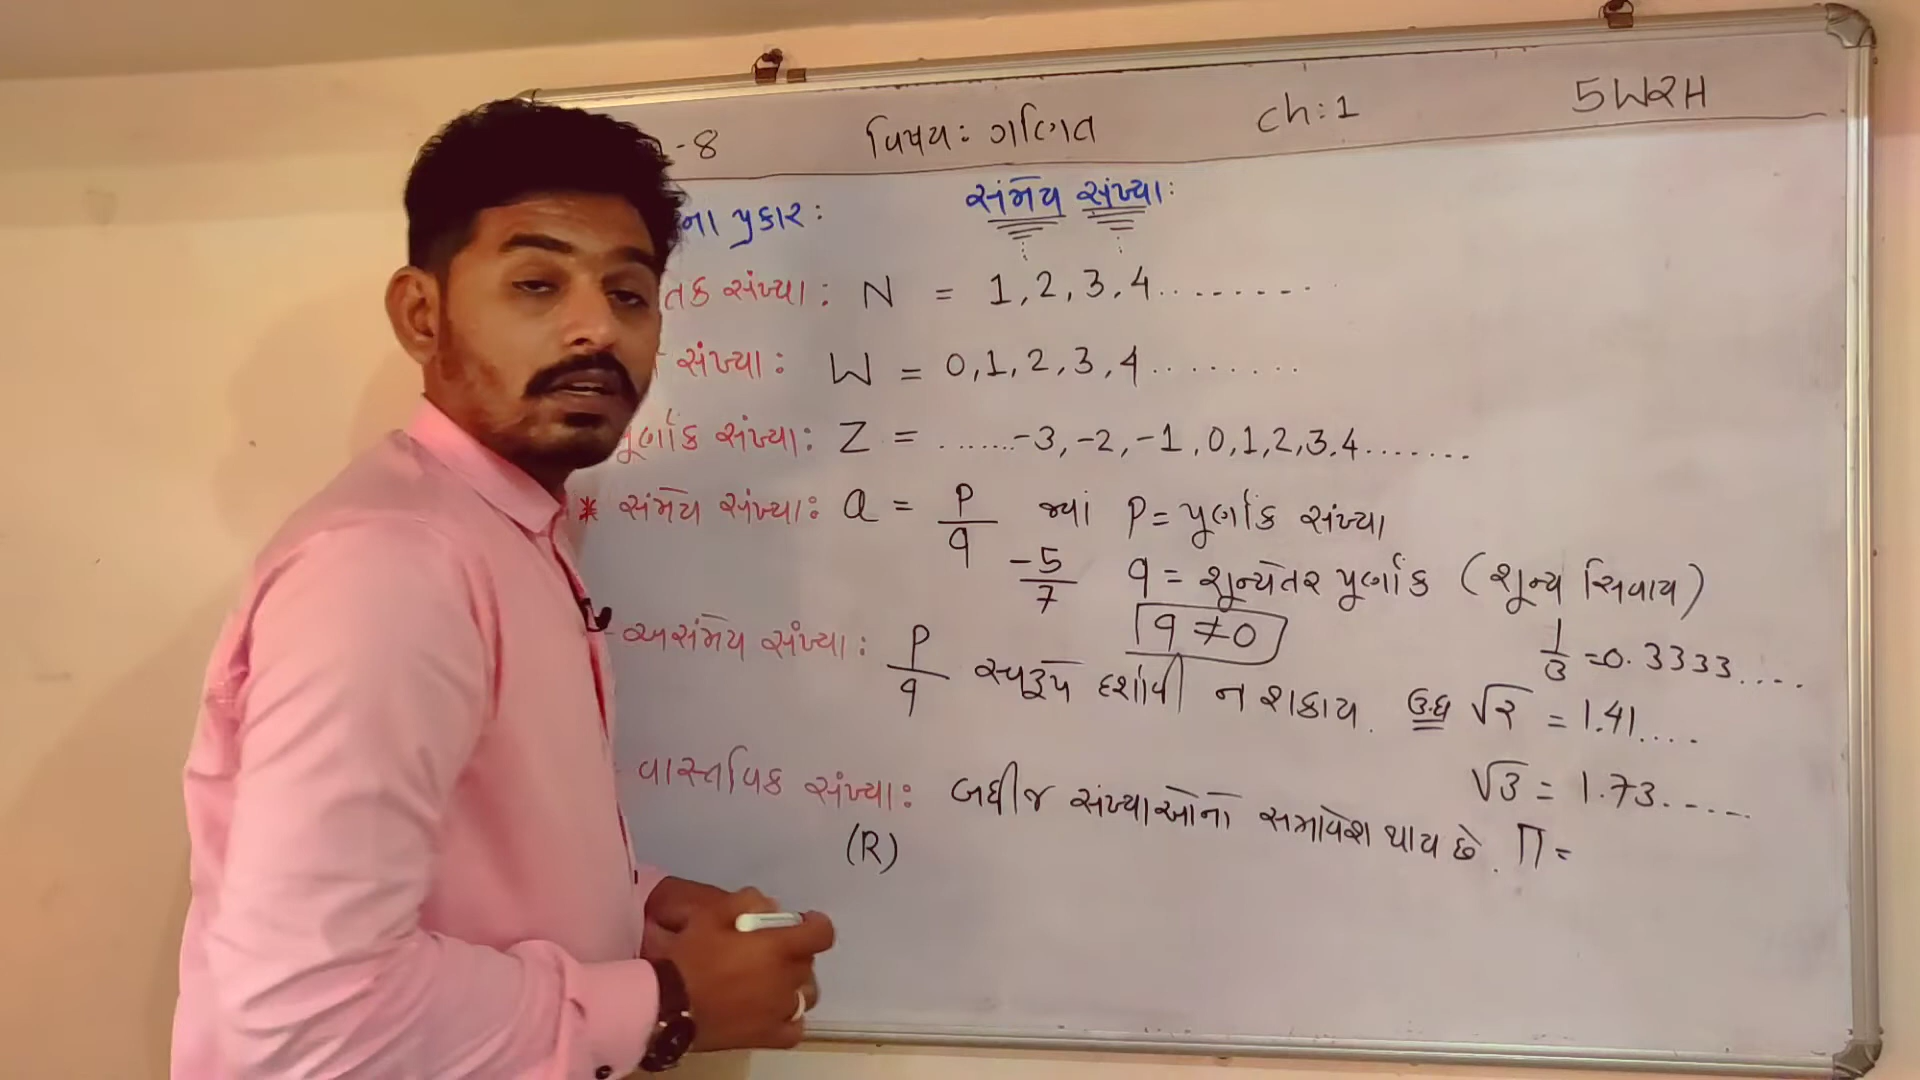 -8 વિષય: ગણિત ch:1 5W2H
ના પ્રકાર: સંમેય સંખ્યા:
તિક સંખ્યા: N = 1,2,3,4.........
સંખ્યા: W = 0,1,2,3,4........
પૂર્ણાંક સંખ્યા: Z = ......-3,-2,-1,0,1,2,3.4.......
* સંમેય સંખ્યા: Q = P/q જ્યાં P= પૂર્ણાંક સંખ્યા
-5/7 q = શૂન્યેતર પૂર્ણાંક (શૂન્ય સિવાય)
q ≠ 0
1/3 =0.3333....
- અસંમેય સંખ્યા: P/q સ્વરૂપે દર્શાવી ન શકાય. ઉ.દા √2 = 1.41....
√3 = 1.73.....
- વાસ્તવિક સંખ્યા: બધીજ સંખ્યાઓનો સમાવેશ થાય છે. π =
(R)